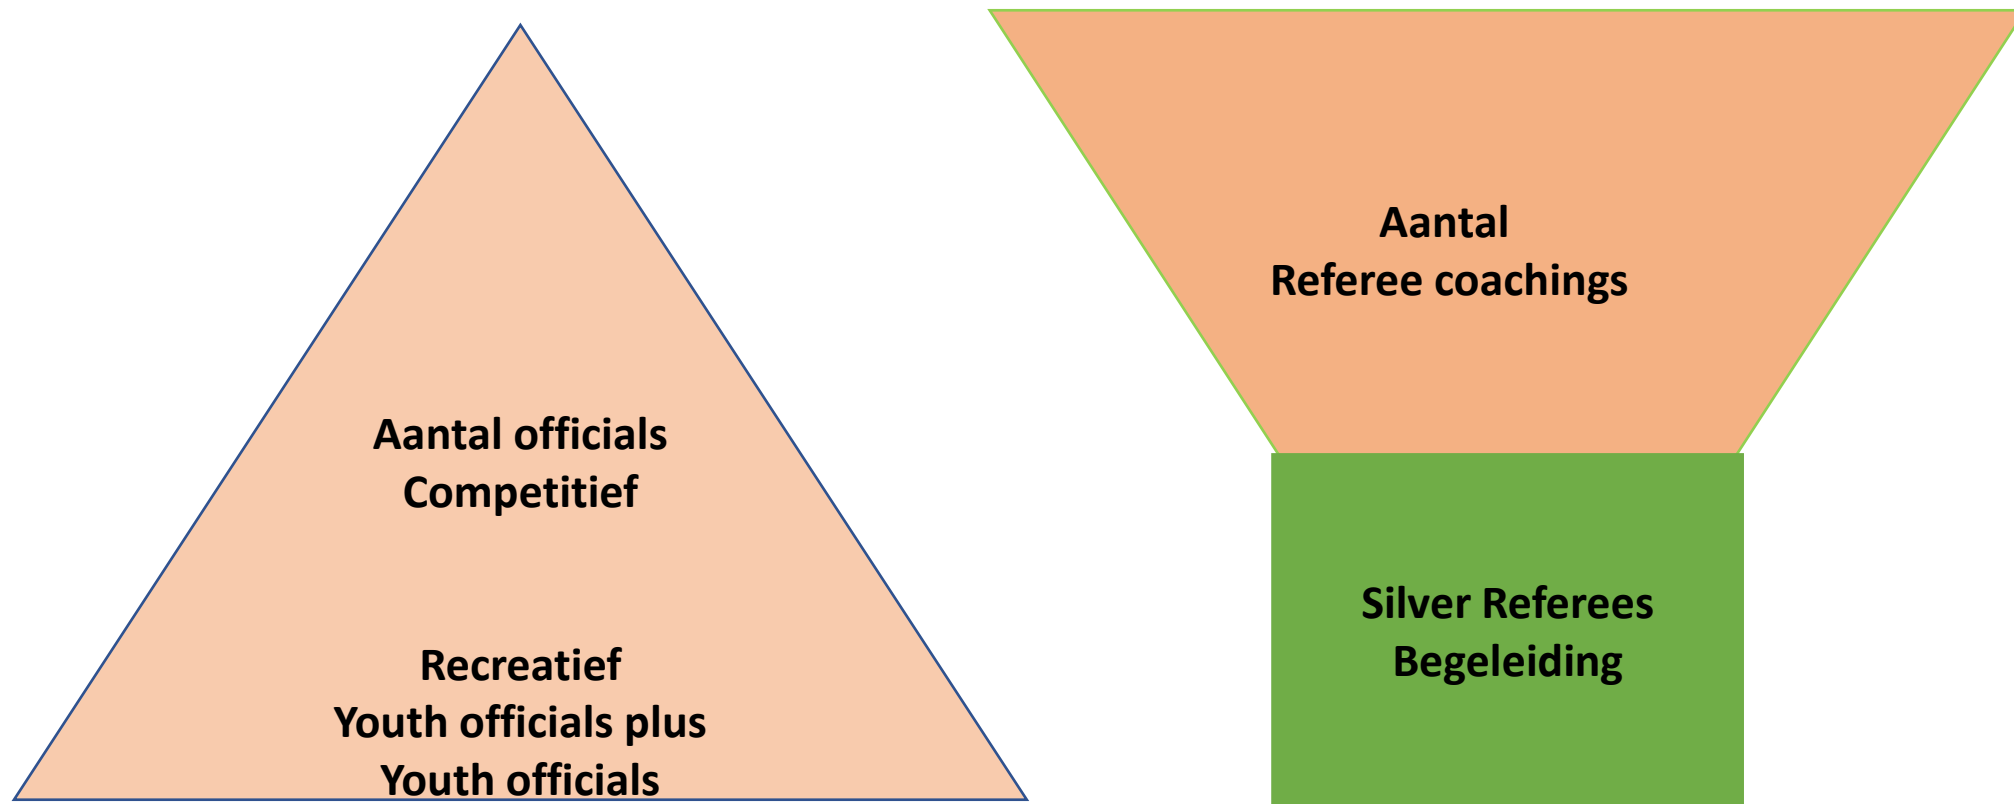 Aantal officials
Competitief
Recreatief
Youth officials plus
Youth officials
Aantal
Referee coachings
Silver Referees
Begeleiding